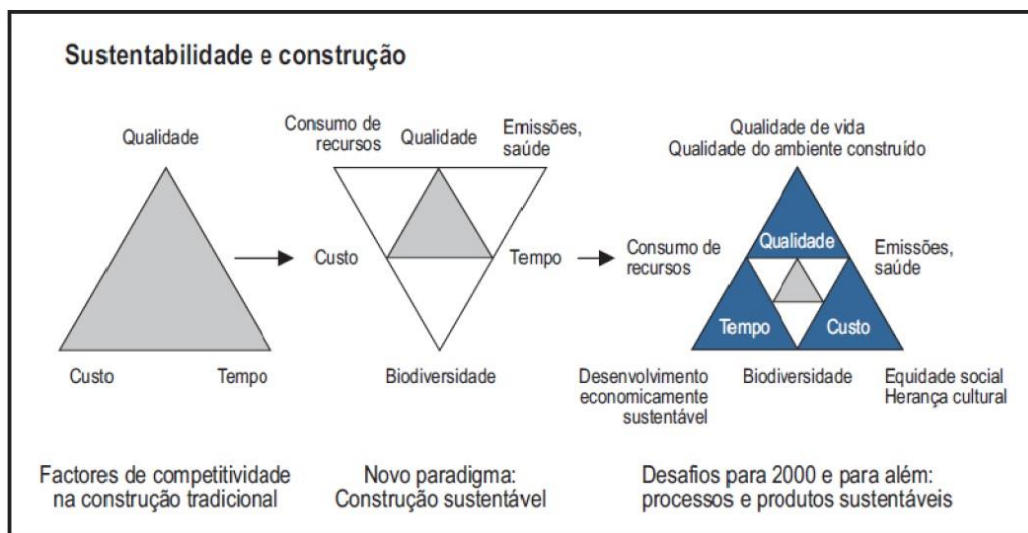 Sustentabilidade e construção
Qualidade
Custo
Tempo
Factores de competitividade
na construção tradicional
Consumo de
recursos
Qualidade
Emissões,
saúde
Custo
Tempo
Biodiversidade
Novo paradigma:
Construção sustentável
Qualidade de vida
Qualidade do ambiente construído
Consumo de
recursos
Qualidade
Emissões,
saúde
Tempo
Custo
Desenvolvimento
economicamente
sustentável
Biodiversidade
Equidade social
Herança cultural
Desafios para 2000 e para além:
processos e produtos sustentáveis